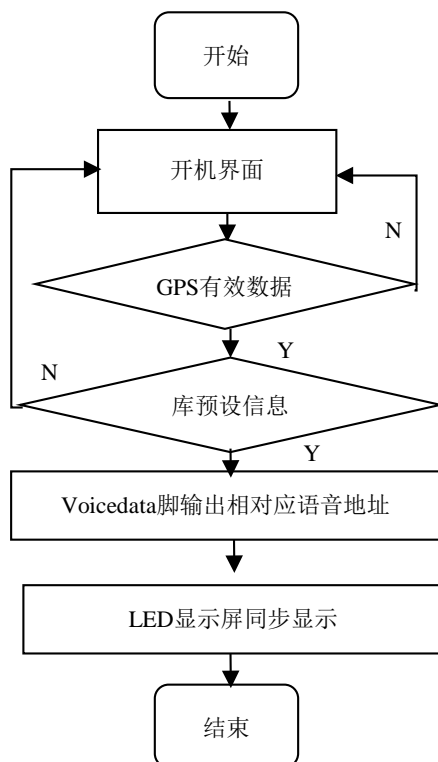 开始
开机界面
N
GPS有效数据
Y
N
库预设信息
Y
Voicedata脚输出相对应语音地址
LED显示屏同步显示
结束